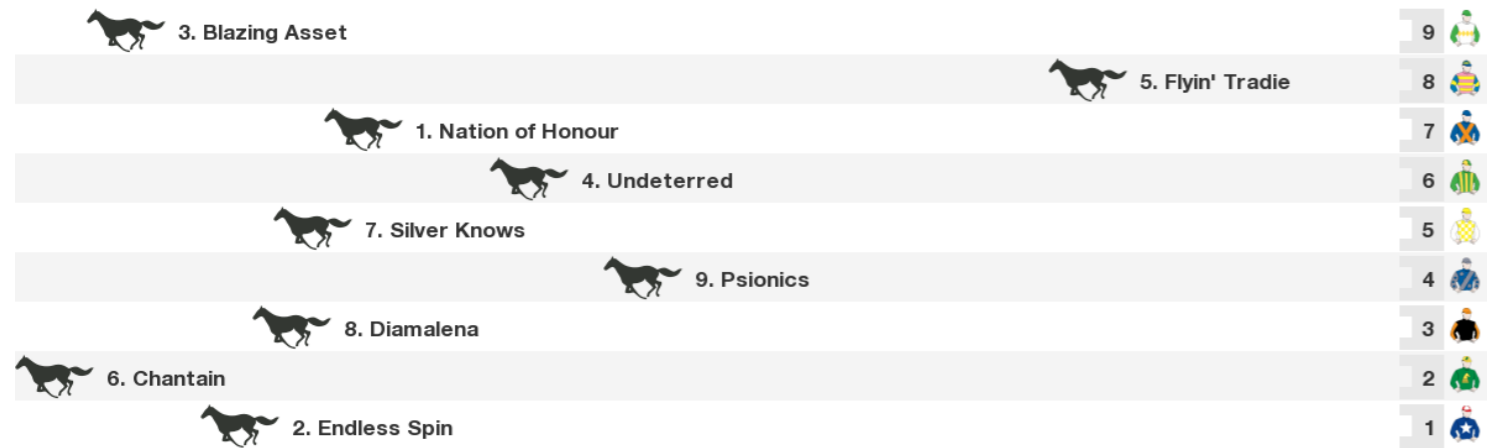 3. Blazing Asset 9
5. Flyin' Tradie 8
1. Nation of Honour 7
4. Undeterred 6
7. Silver Knows 5
9. Psionics 4
8. Diamalena 3
6. Chantain 2
2. Endless Spin 1